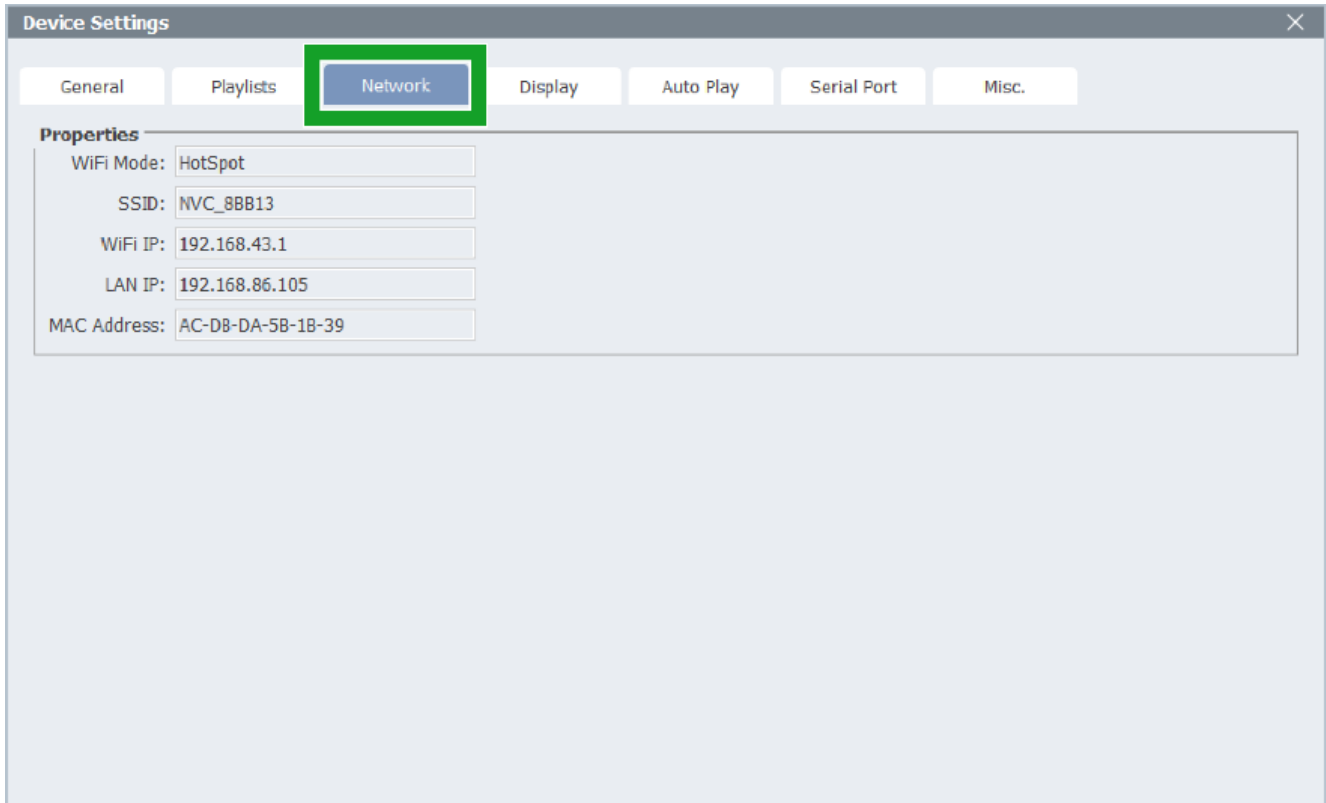 Device Settings
General Playlists Network Display Auto Play Serial Port Misc.
Properties
WiFi Mode: HotSpot
SSID: NVC_8BB13
WiFi IP: 192.168.43.1
LAN IP: 192.168.86.105
MAC Address: AC-DB-DA-5B-1B-39